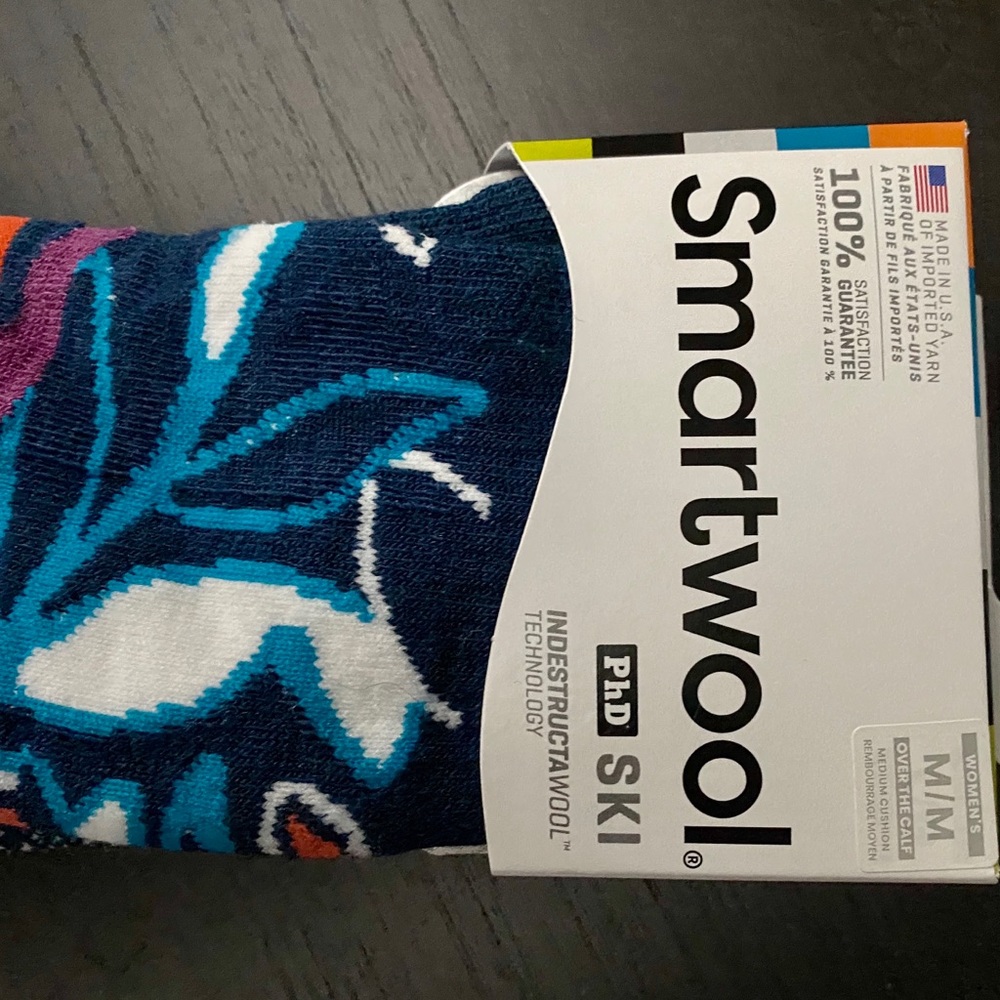 MADE IN U.S.A.
OF IMPORTED YARN
FABRIQUÉ AUX ÉTATS-UNIS
À PARTIR DE FILS IMPORTÉS
100% SATISFACTION
GUARANTEE
SATISFACTION GARANTIE À 100 %
WOMEN'S
M/M
OVER THE CALF
MEDIUM CUSHION
REMBOURRAGE MOYEN
Smartwool®
PhD SKI
INDESTRUCTAWOOL™
TECHNOLOGY